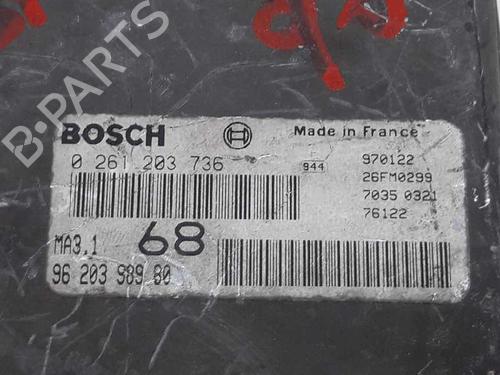 B-PARTS
BOSCH Made in France
0 261 203 736 944 970122
26FM0299
7035 0321
76122
MA3.1 68
96 203 989 80